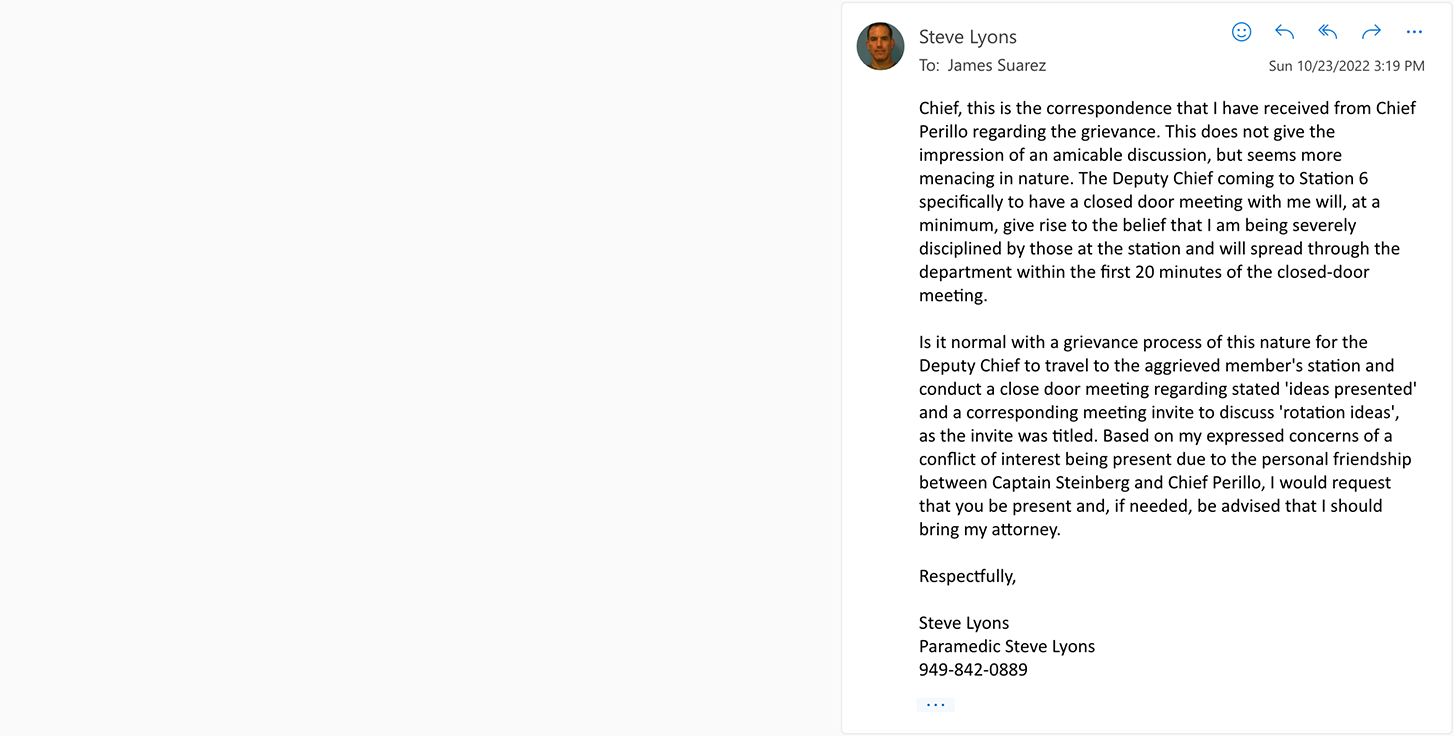 Steve Lyons
To: James Suarez
Sun 10/23/2022 3:19 PM
Chief, this is the correspondence that I have received from Chief
Perillo regarding the grievance. This does not give the
impression of an amicable discussion, but seems more
menacing in nature. The Deputy Chief coming to Station 6
specifically to have a closed door meeting with me will, at a
minimum, give rise to the belief that I am being severely
disciplined by those at the station and will spread through the
department within the first 20 minutes of the closed-door
meeting.
Is it normal with a grievance process of this nature for the
Deputy Chief to travel to the aggrieved member's station and
conduct a close door meeting regarding stated 'ideas presented'
and a corresponding meeting invite to discuss 'rotation ideas',
as the invite was titled. Based on my expressed concerns of a
conflict of interest being present due to the personal friendship
between Captain Steinberg and Chief Perillo, I would request
that you be present and, if needed, be advised that I should
bring my attorney.
Respectfully,
Steve Lyons
Paramedic Steve Lyons
949-842-0889